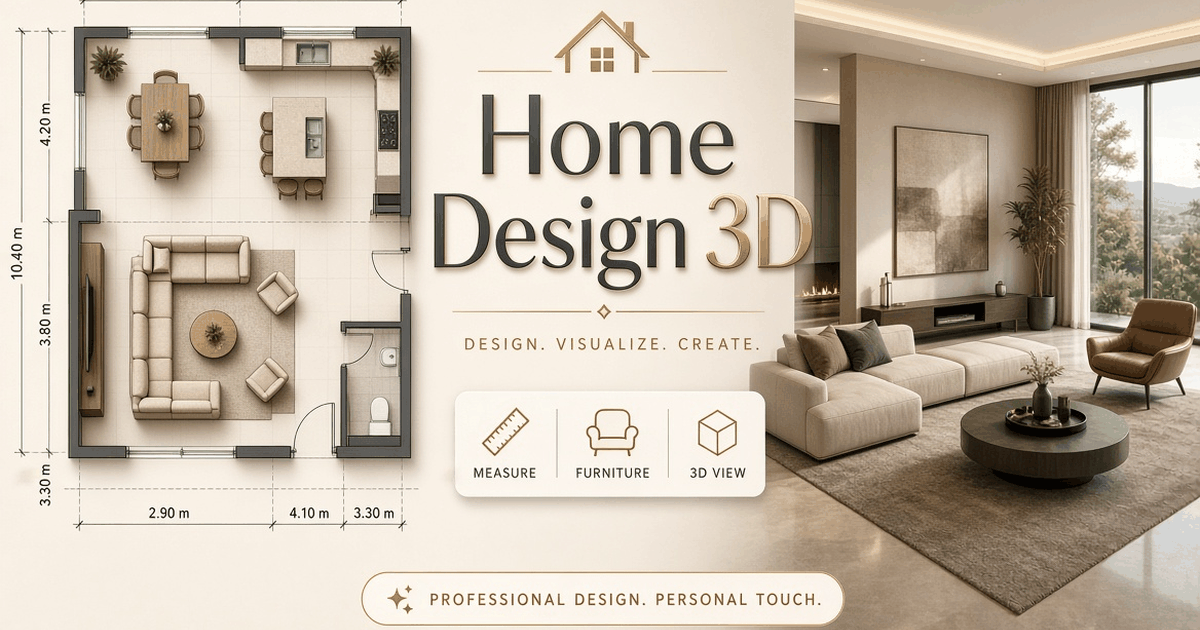 4.20 m
10.40 m
3.80 m
3.30 m
2.90 m
4.10 m
3.30 m
Home
Design 3D
DESIGN. VISUALIZE. CREATE.
MEASURE
FURNITURE
3D VIEW
PROFESSIONAL DESIGN. PERSONAL TOUCH.